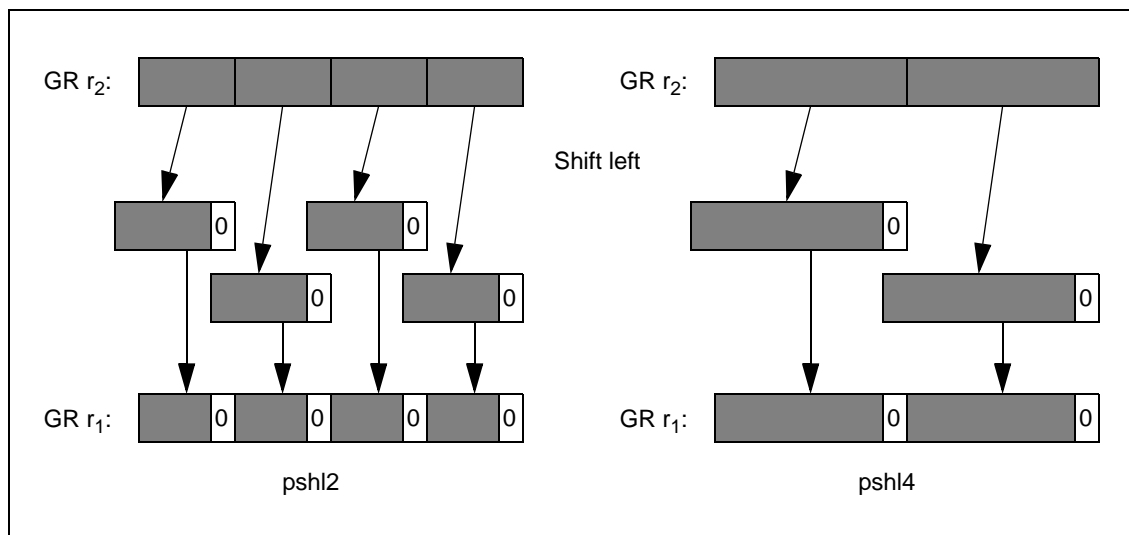 GR r2: GR r2:
Shift left
0 0 0
0 0 0
GR r1: 0 0 0 0 GR r1: 0 0
pshl2 pshl4